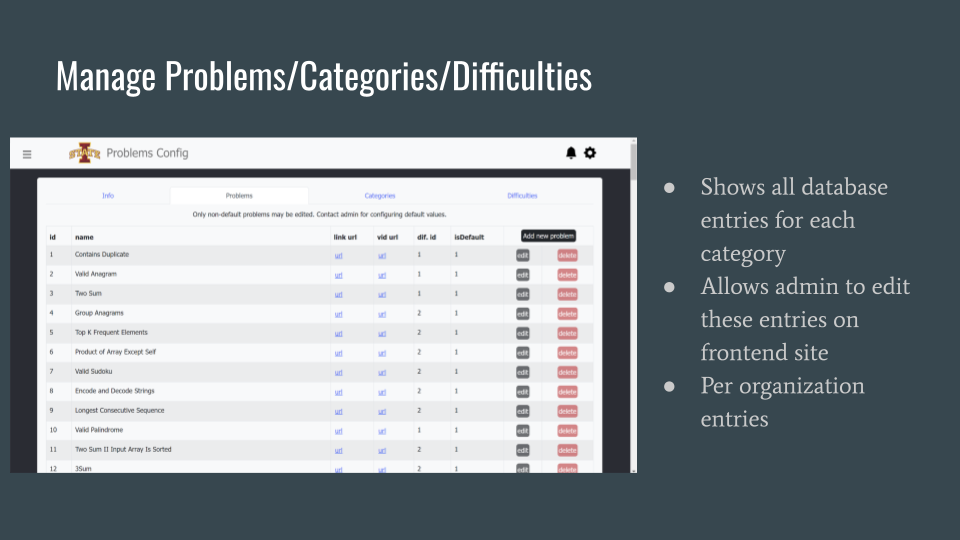 Manage Problems/Categories/Difficulties
STATE
Problems Config
Info Problems Categories Difficulties
Only non-default problems may be edited. Contact admin for configuring default values.
id name link url vid url dif. id isDefault Add new problem
1 Contains Duplicate url url 1 1 edit delete
2 Valid Anagram url url 1 1 edit delete
3 Two Sum url url 1 1 edit delete
4 Group Anagrams url url 2 1 edit delete
5 Top K Frequent Elements url url 2 1 edit delete
6 Product of Array Except Self url url 2 1 edit delete
7 Valid Sudoku url url 2 1 edit delete
8 Encode and Decode Strings url url 2 1 edit delete
9 Longest Consecutive Sequence url url 2 1 edit delete
10 Valid Palindrome url url 1 1 edit delete
11 Two Sum II Input Array Is Sorted url url 2 1 edit delete
12 3Sum url url 2 1 edit delete
● Shows all database
entries for each
category
● Allows admin to edit
these entries on
frontend site
● Per organization
entries